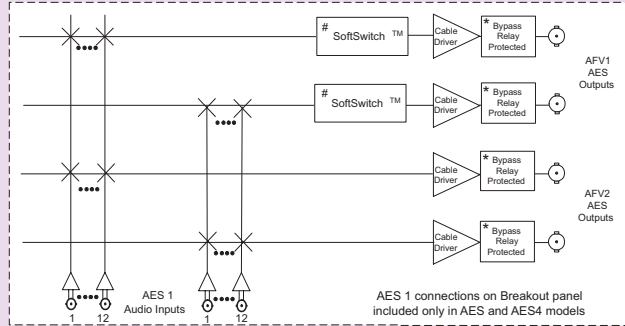 #
SoftSwitch TM
Cable
Driver
* Bypass
Relay
Protected
AFV1
AES
Outputs
#
SoftSwitch TM
Cable
Driver
* Bypass
Relay
Protected
Cable
Driver
* Bypass
Relay
Protected
AFV2
AES
Outputs
Cable
Driver
* Bypass
Relay
Protected
AES 1
Audio Inputs
1 12
1 12
AES 1 connections on Breakout panel
included only in AES and AES4 models